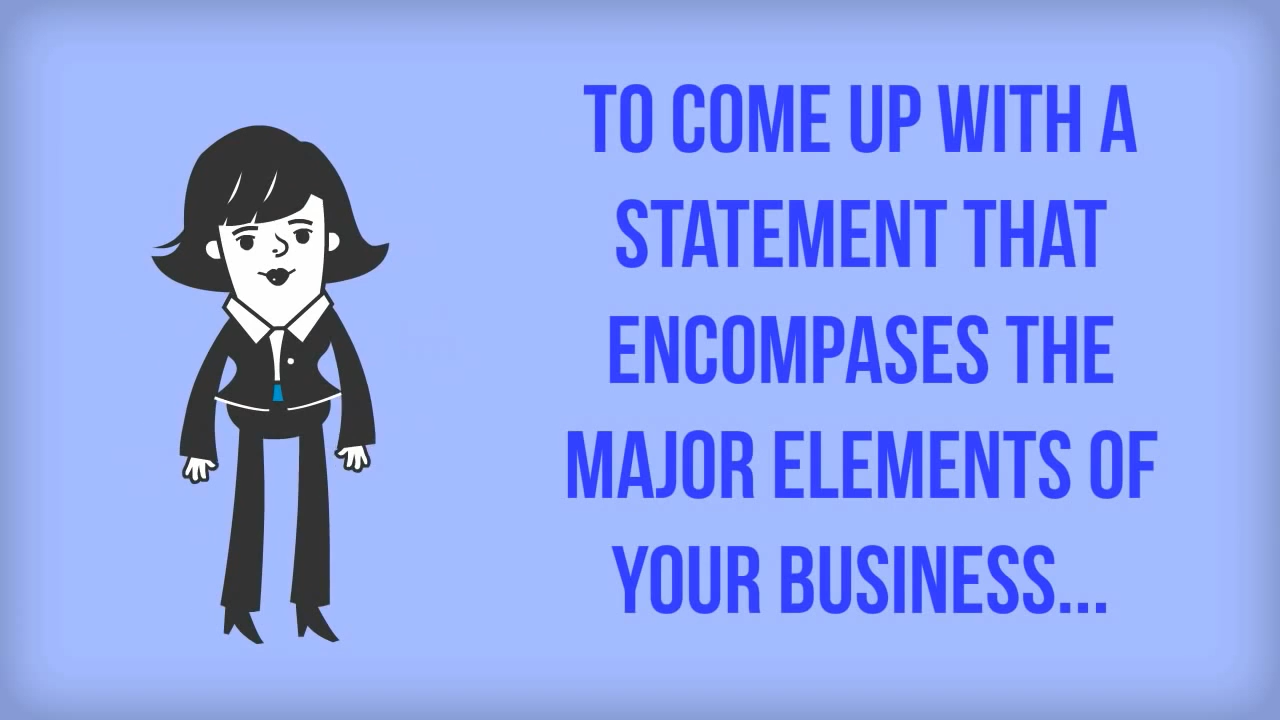 TO COME UP WITH A
STATEMENT THAT
ENCOMPASES THE
MAJOR ELEMENTS OF
YOUR BUSINESS...